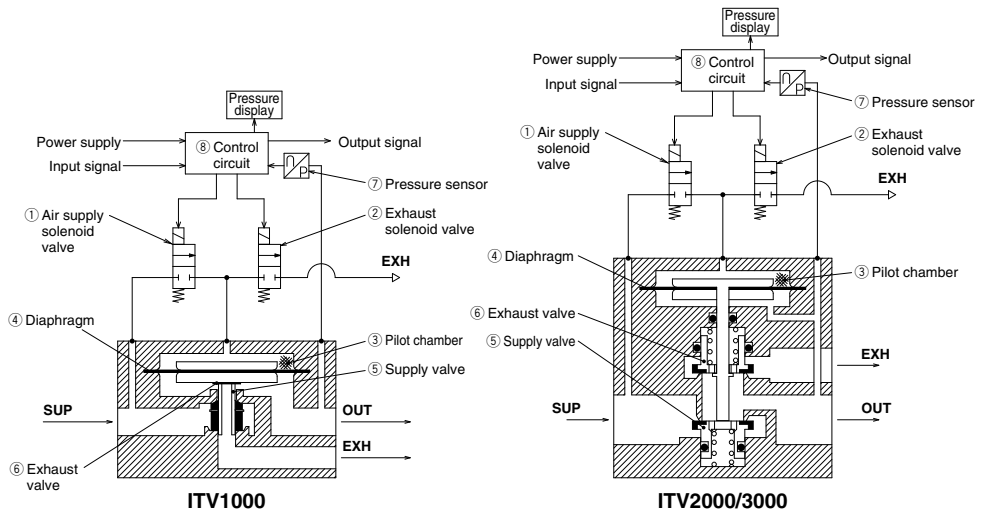 Pressure
display
Power supply
Input signal
⑧ Control
circuit
Output signal
⑦ Pressure sensor
① Air supply
solenoid
valve
② Exhaust
solenoid valve
EXH
④ Diaphragm
③ Pilot chamber
⑤ Supply valve
SUP
OUT
EXH
⑥ Exhaust
valve
ITV1000
Pressure
display
Power supply
Input signal
⑧ Control
circuit
Output signal
⑦ Pressure sensor
① Air supply
solenoid
valve
② Exhaust
solenoid valve
EXH
④ Diaphragm
③ Pilot chamber
⑥ Exhaust valve
⑤ Supply valve
EXH
SUP
OUT
ITV2000/3000